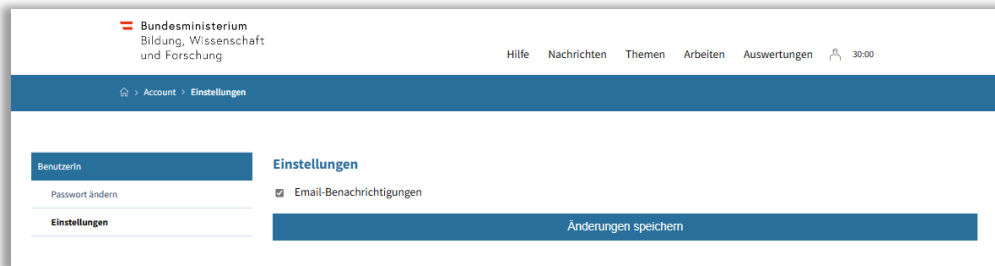 Bundesministerium
Bildung, Wissenschaft
und Forschung
Hilfe Nachrichten Themen Arbeiten Auswertungen 30:00
> Account > Einstellungen
BenutzerIn
Passwort ändern
Einstellungen
Einstellungen
Email-Benachrichtigungen
Änderungen speichern